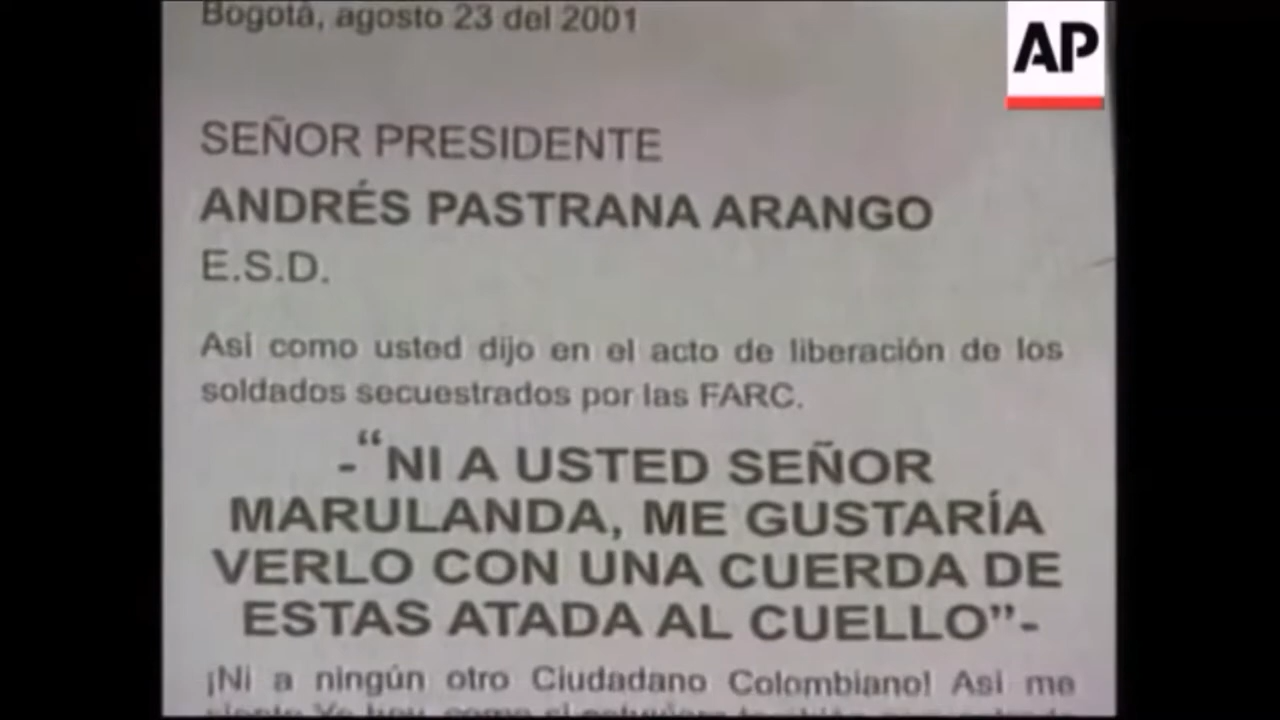 Bogotá, agosto 23 del 2001
AP
SEÑOR PRESIDENTE
ANDRÉS PASTRANA ARANGO
E.S.D.
Asi como usted dijo en el acto de liberación de los
soldados secuestrados por las FARC.
-“NI A USTED SEÑOR
MARULANDA, ME GUSTARÍA
VERLO CON UNA CUERDA DE
ESTAS ATADA AL CUELLO”-
¡Ni a ningún otro Ciudadano Colombiano! Asi me